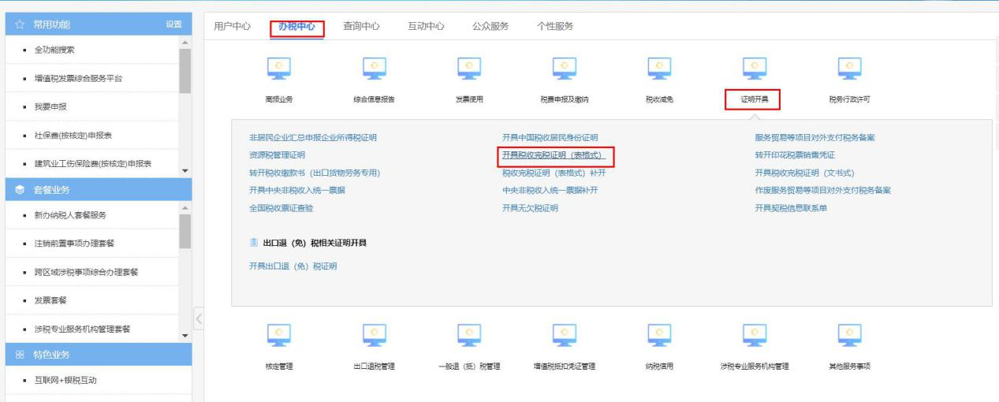 常用功能 设置
全功能搜索
增值税发票综合服务平台
我要申报
社保费(按核定)申报表
建筑业工伤保险费(按核定)申报表
套餐业务
新办纳税人套餐服务
注销前置事项办理套餐
跨区域涉税事项综合办理套餐
发票套餐
涉税专业服务机构管理套餐
特色业务
互联网+银税互动
用户中心 办税中心 查询中心 互动中心 公众服务 个性服务
高频业务 综合信息报告 发票使用 税费申报及缴纳 税收减免 证明开具 税务行政许可
非居民企业汇总申报企业所得税证明 开具中国税收居民身份证明 服务贸易等项目对外支付税务备案
资源税管理证明 开具税收完税证明（表格式） 转开印花税票销售凭证
转开税收缴款书（出口货物劳务专用） 税收完税证明（表格式）补开 开具税收完税证明（文书式）
开具中央非税收入统一票据 中央非税收入统一票据补开 作废服务贸易等项目对外支付税务备案
全国税收票证查验 开具无欠税证明 开具契税信息联系单
出口退（免）税相关证明开具
开具出口退（免）税证明
核定管理 出口退税管理 一般退（抵）税管理 增值税抵扣凭证管理 纳税信用 涉税专业服务机构管理 其他服务事项